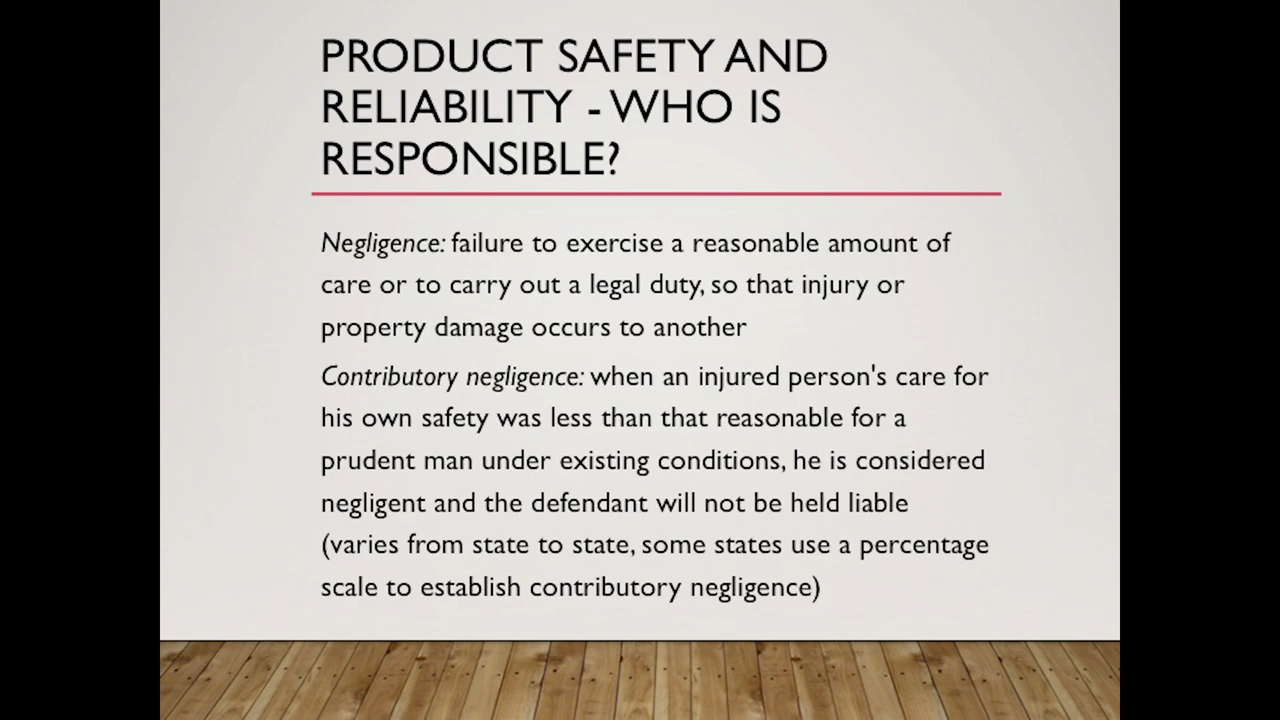 PRODUCT SAFETY AND
RELIABILITY - WHO IS
RESPONSIBLE?
Negligence: failure to exercise a reasonable amount of
care or to carry out a legal duty, so that injury or
property damage occurs to another
Contributory negligence: when an injured person's care for
his own safety was less than that reasonable for a
prudent man under existing conditions, he is considered
negligent and the defendant will not be held liable
(varies from state to state, some states use a percentage
scale to establish contributory negligence)